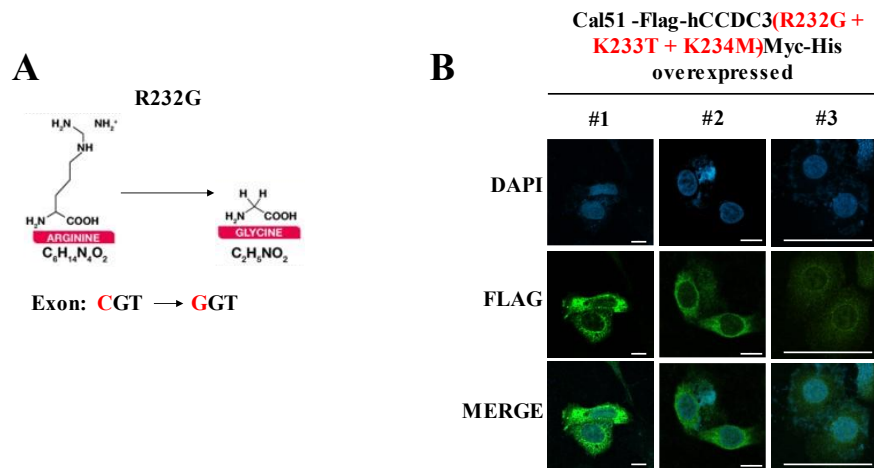 A
R232G
H₂N NH₂⁺
NH
H₂N COOH
ARGININE
C₆H₁₄N₄O₂
H H
H₂N COOH
GLYCINE
C₂H₅NO₂
Exon: CGT → GGT
B
Cal51 -Flag-hCCDC3(R232G +
K233T + K234M)-Myc-His
overexpressed
#1 #2 #3
DAPI
FLAG
MERGE